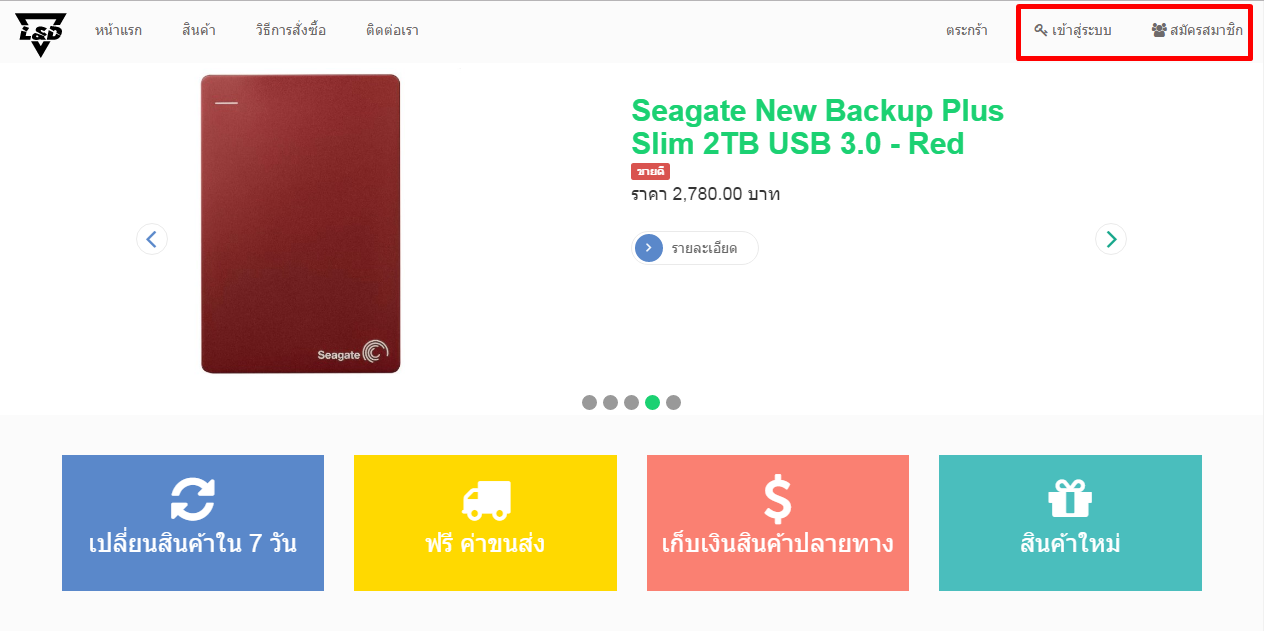 L&D
หน้าแรก สินค้า วิธีการสั่งซื้อ ติดต่อเรา ตระกร้า เข้าสู่ระบบ สมัครสมาชิก
Seagate New Backup Plus
Slim 2TB USB 3.0 - Red
ขายดี
ราคา 2,780.00 บาท
รายละเอียด
Seagate
เปลี่ยนสินค้าใน 7 วัน
ฟรี ค่าขนส่ง
เก็บเงินสินค้าปลายทาง
สินค้าใหม่